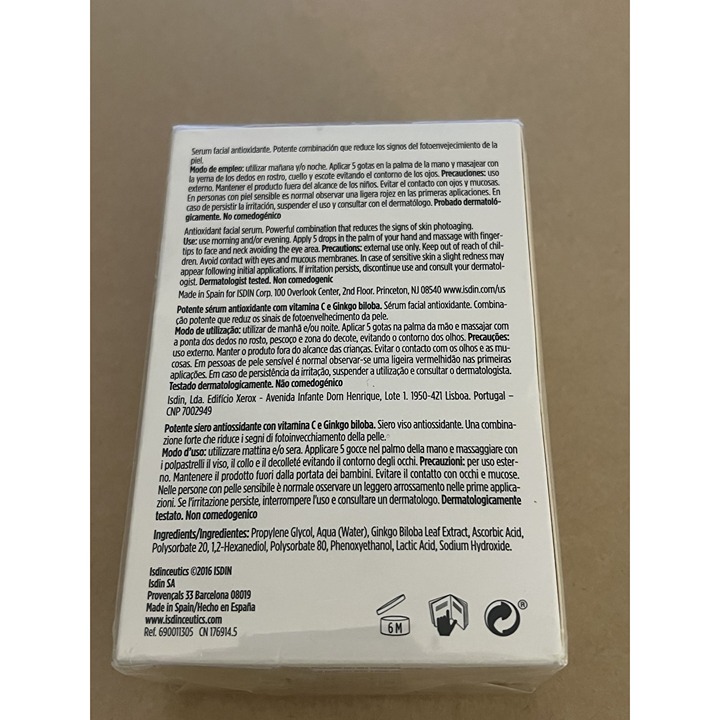 Serum facial antioxidante. Potente combinación que reduce los signos del fotoenvejecimiento de la
piel.
Modo de empleo: utilizar mañana y/o noche. Aplicar 5 gotas en la palma de la mano y masajear con
la yema de los dedos en rostro, cuello y escote evitando el contorno de los ojos. Precauciones: uso
externo. Mantener el producto fuera del alcance de los niños. Evitar el contacto con ojos y mucosas.
En personas con piel sensible es normal observar una ligera rojez en las primeras aplicaciones. En
caso de persistir la irritación, suspender el uso y consultar con el dermatólogo. Probado dermatoló-
gicamente. No comedogénico
Antioxidant facial serum. Powerful combination that reduces the signs of skin photoaging.
Use: use morning and/or evening. Apply 5 drops in the palm of your hand and massage with finger-
tips to face and neck avoiding the eye area. Precautions: external use only. Keep out of reach of chil-
dren. Avoid contact with eyes and mucous membranes. In case of sensitive skin a slight redness may
appear following initial applications. If irritation persists, discontinue use and consult your dermatol-
ogist. Dermatologist tested. Non comedogenic
Made in Spain for ISDIN Corp. 100 Overlook Center, 2nd Floor. Princeton, NJ 08540 www.isdin.com/us
Potente sérum antioxidante com vitamina C e Ginkgo biloba. Sérum facial antioxidante. Combina-
ção potente que reduz os sinais de fotoenvelhecimento da pele.
Modo de utilização: utilizar de manhã e/ou noite. Aplicar 5 gotas na palma da mão e massajar com
a ponta dos dedos no rosto, pescoço e zona do decote, evitando o contorno dos olhos. Precauções:
uso externo. Manter o produto fora do alcance das crianças. Evitar o contacto com os olhos e as mu-
cosas. Em pessoas de pele sensível é normal observar-se uma ligeira vermelhidão nas primeiras
aplicações. Em caso de persistência da irritação, suspender a utilização e consultar o dermatologista.
Testado dermatologicamente. Não comedogénico
Isdin, Lda. Edifício Xerox - Avenida Infante Dom Henrique, Lote 1. 1950-421 Lisboa. Portugal –
CNP 7002949
Potente siero antiossidante con vitamina C e Ginkgo biloba. Siero viso antiossidante. Una combina-
zione forte che riduce i segni di fotoinvecchiamento della pelle.
Modo d'uso: utilizzare mattina e/o sera. Applicare 5 gocce nel palmo della mano e massaggiare con
i polpastrelli il viso, il collo e il decolleté evitando il contorno degli occhi. Precauzioni: per uso ester-
no. Mantenere il prodotto fuori dalla portata dei bambini. Evitare il contatto con occhi e mucose.
Nelle persone con pelle sensibile è normale osservare un leggero arrossamento nelle prime applica-
zioni. Se l'irritazione persiste, interrompere l'uso e consultare un dermatologo. Dermatologicamente
testato. Non comedogenico
Ingredients/Ingredientes: Propylene Glycol, Aqua (Water), Ginkgo Biloba Leaf Extract, Ascorbic Acid,
Polysorbate 20, 1,2-Hexanediol, Polysorbate 80, Phenoxyethanol, Lactic Acid, Sodium Hydroxide.
Isdinceutics ©2016 ISDIN
Isdin SA
Provençals 33 Barcelona 08019
Made in Spain/Hecho en España
www.isdinceutics.com
Ref. 690011305 CN 176914.5
6 M
®